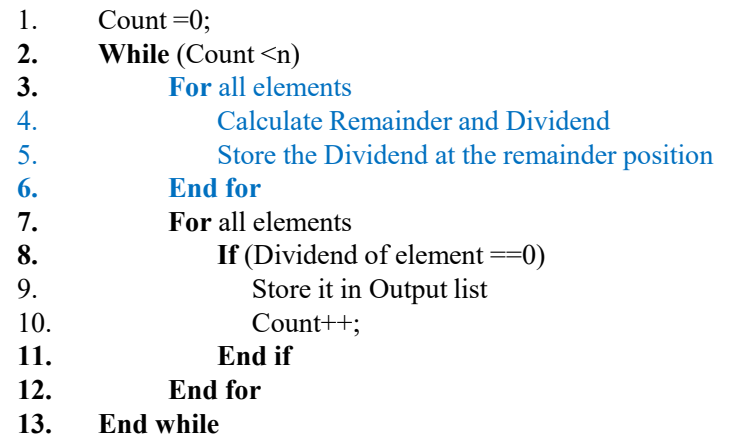 1. Count =0;
2. While (Count <n)
3. For all elements
4. Calculate Remainder and Dividend
5. Store the Dividend at the remainder position
6. End for
7. For all elements
8. If (Dividend of element ==0)
9. Store it in Output list
10. Count++;
11. End if
12. End for
13. End while